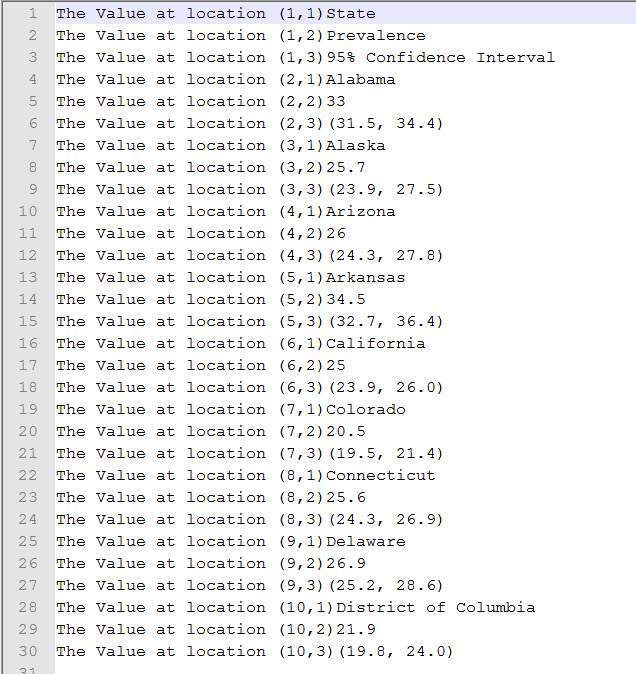 1 The Value at location (1,1)State
2 The Value at location (1,2)Prevalence
3 The Value at location (1,3)95% Confidence Interval
4 The Value at location (2,1)Alabama
5 The Value at location (2,2)33
6 The Value at location (2,3)(31.5, 34.4)
7 The Value at location (3,1)Alaska
8 The Value at location (3,2)25.7
9 The Value at location (3,3)(23.9, 27.5)
10 The Value at location (4,1)Arizona
11 The Value at location (4,2)26
12 The Value at location (4,3)(24.3, 27.8)
13 The Value at location (5,1)Arkansas
14 The Value at location (5,2)34.5
15 The Value at location (5,3)(32.7, 36.4)
16 The Value at location (6,1)California
17 The Value at location (6,2)25
18 The Value at location (6,3)(23.9, 26.0)
19 The Value at location (7,1)Colorado
20 The Value at location (7,2)20.5
21 The Value at location (7,3)(19.5, 21.4)
22 The Value at location (8,1)Connecticut
23 The Value at location (8,2)25.6
24 The Value at location (8,3)(24.3, 26.9)
25 The Value at location (9,1)Delaware
26 The Value at location (9,2)26.9
27 The Value at location (9,3)(25.2, 28.6)
28 The Value at location (10,1)District of Columbia
29 The Value at location (10,2)21.9
30 The Value at location (10,3)(19.8, 24.0)
31